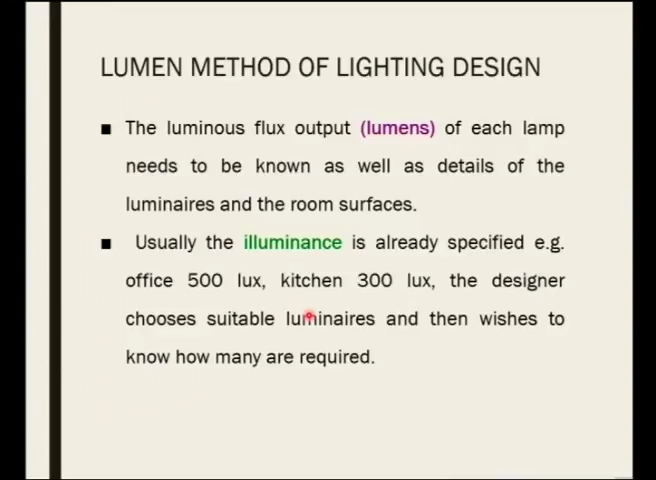 LUMEN METHOD OF LIGHTING DESIGN
■ The luminous flux output (lumens) of each lamp
needs to be known as well as details of the
luminaires and the room surfaces.
■ Usually the illuminance is already specified e.g.
office 500 lux, kitchen 300 lux, the designer
chooses suitable luminaires and then wishes to
know how many are required.